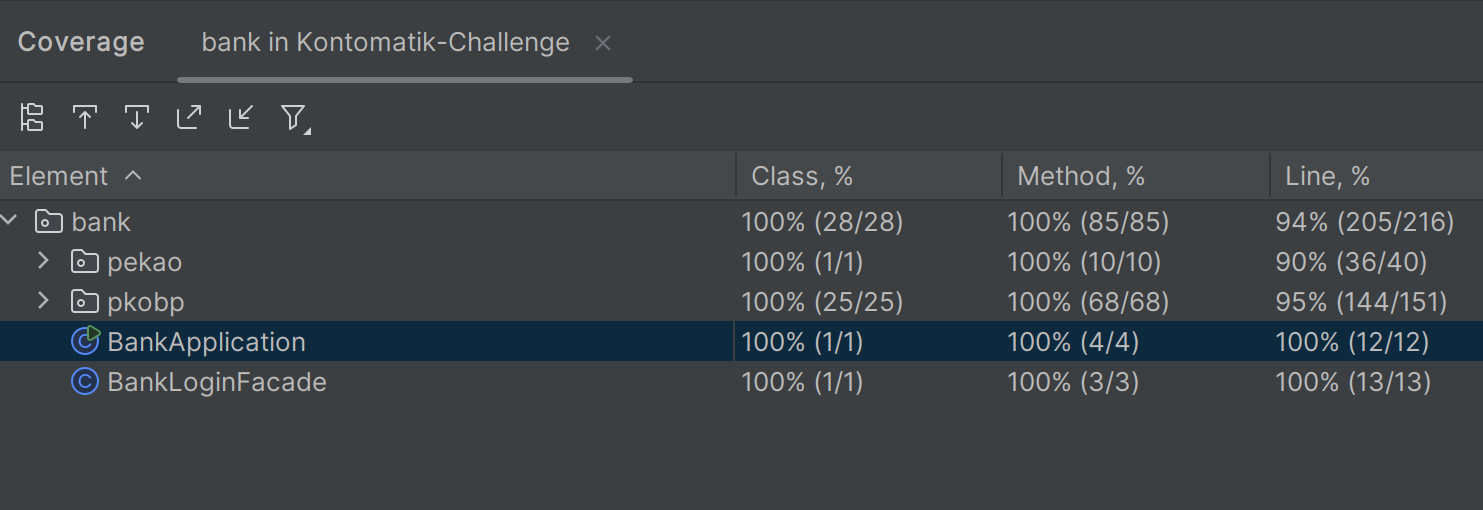 Coverage bank in Kontomatik-Challenge
Element Class, % Method, % Line, %
bank 100% (28/28) 100% (85/85) 94% (205/216)
pekao 100% (1/1) 100% (10/10) 90% (36/40)
pkobp 100% (25/25) 100% (68/68) 95% (144/151)
BankApplication 100% (1/1) 100% (4/4) 100% (12/12)
BankLoginFacade 100% (1/1) 100% (3/3) 100% (13/13)